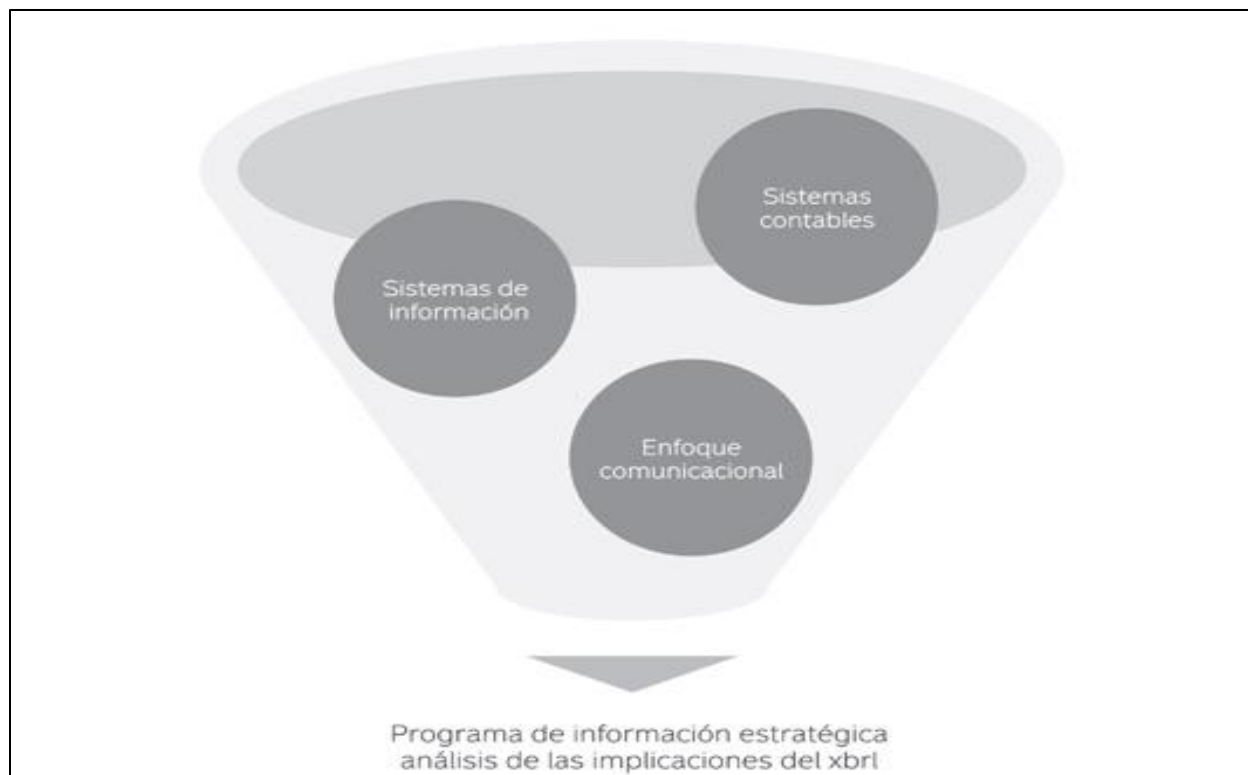 Sistemas
contables
Sistemas de
información
Enfoque
comunicacional
Programa de información estratégica
análisis de las implicaciones del xbrl